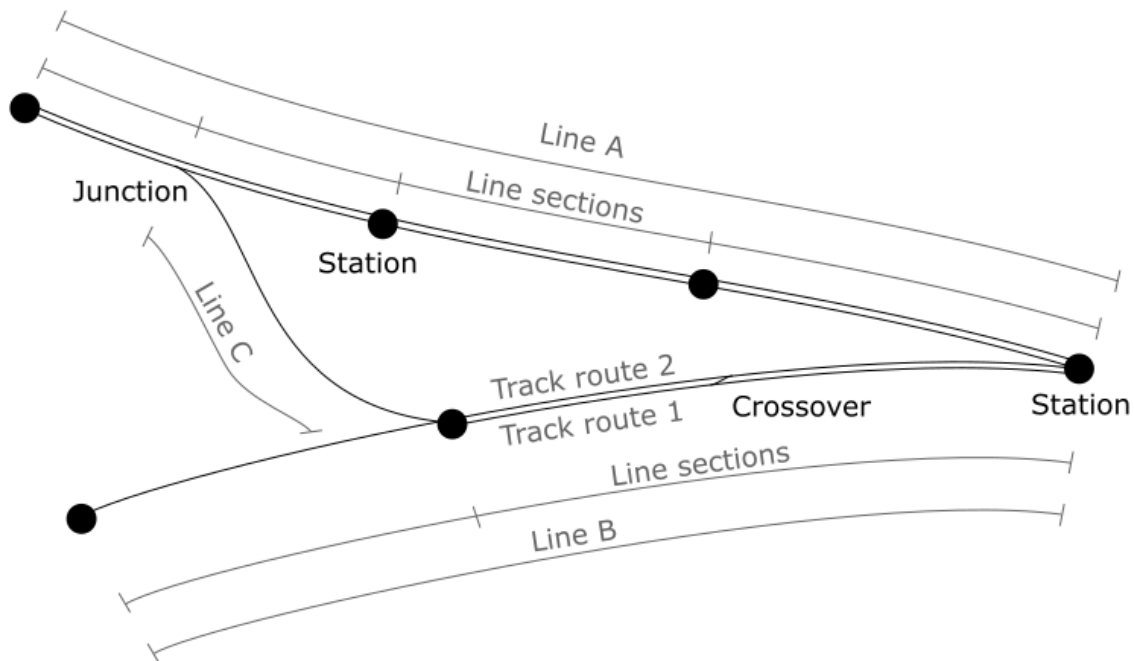 Line A
Line sections
Junction
Station
Line C
Track route 2
Track route 1
Crossover
Station
Line sections
Line B